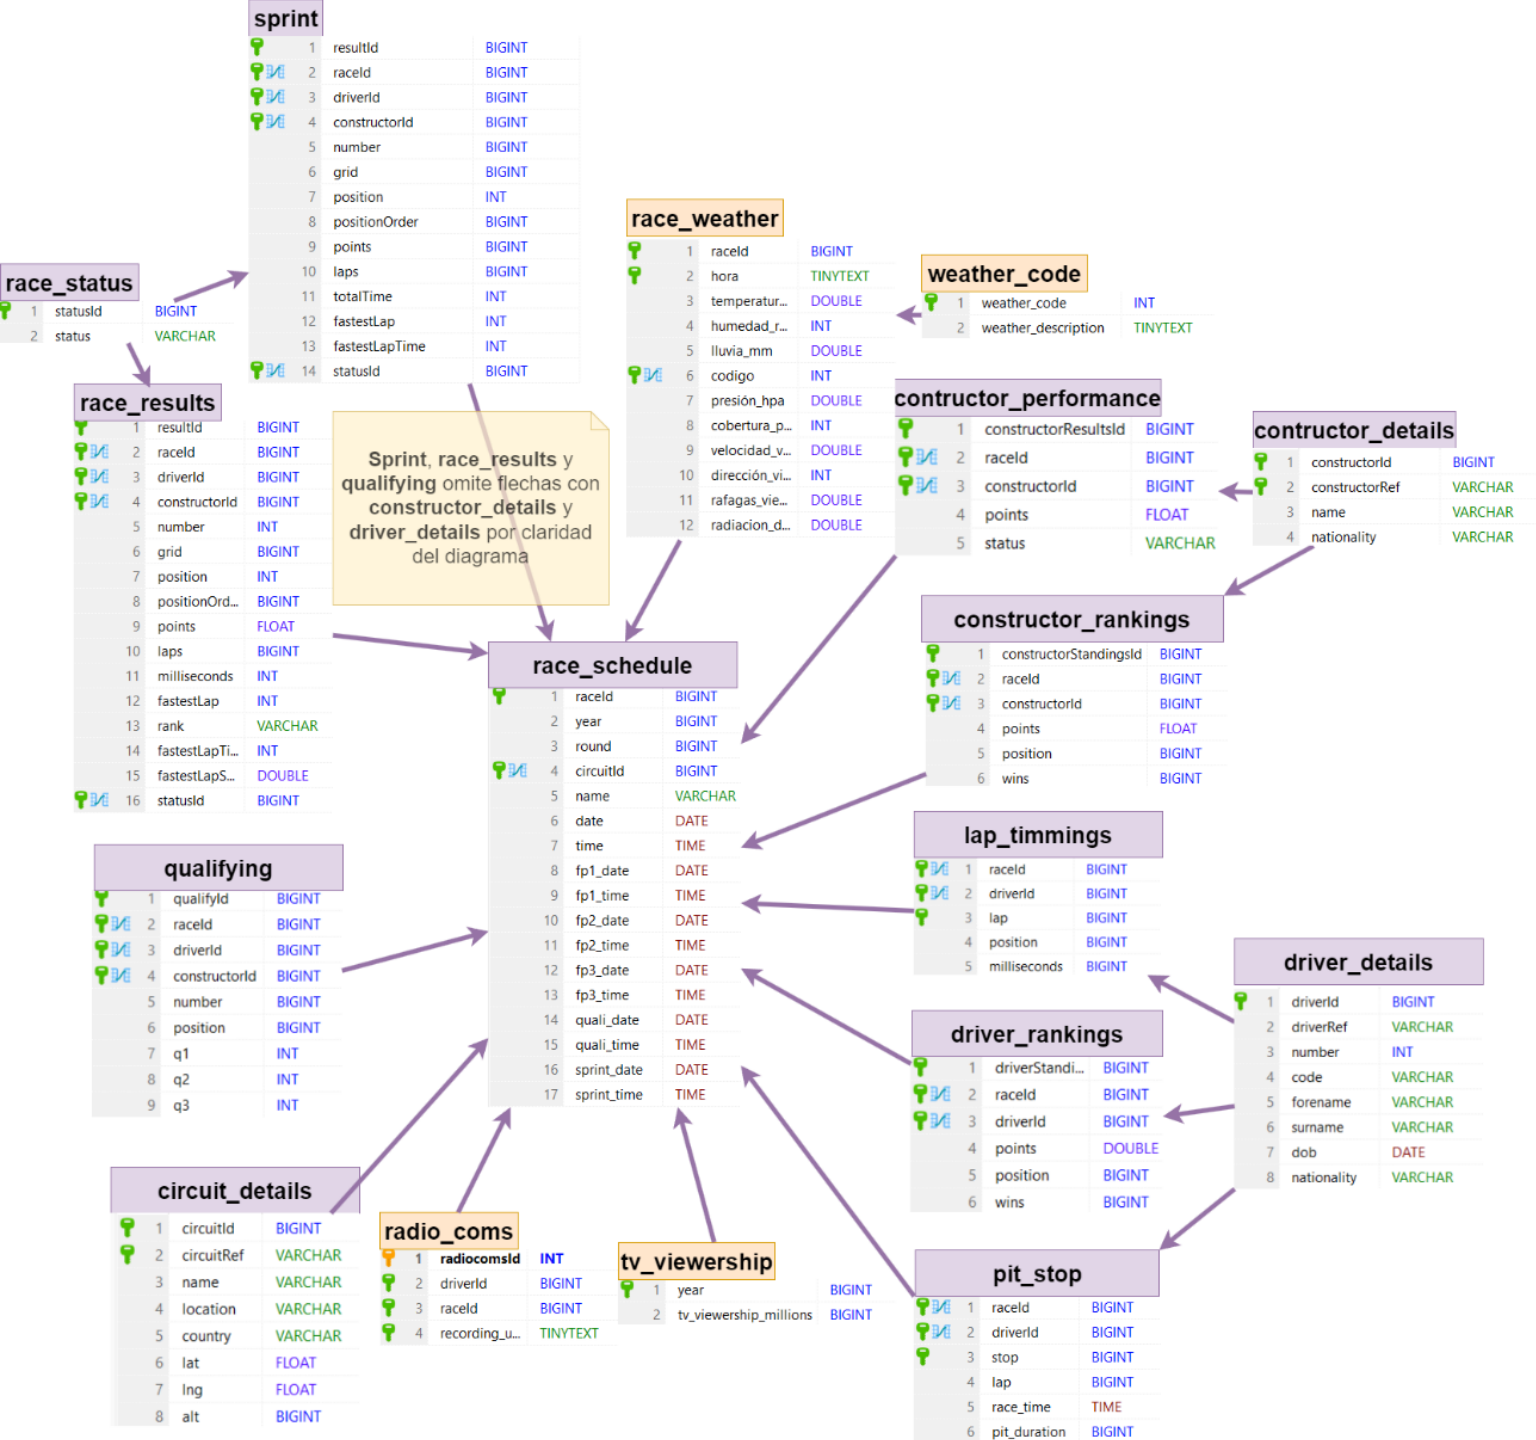 sprint
1 resultId BIGINT
2 raceId BIGINT
3 driverId BIGINT
4 constructorId BIGINT
5 number BIGINT
6 grid BIGINT
7 position INT
8 positionOrder BIGINT
9 points BIGINT
10 laps BIGINT
11 totalTime INT
12 fastestLap INT
13 fastestLapTime INT
14 statusId BIGINT
race_status
1 statusId BIGINT
2 status VARCHAR
race_results
1 resultId BIGINT
2 raceId BIGINT
3 driverId BIGINT
4 constructorId BIGINT
5 number INT
6 grid BIGINT
7 position INT
8 positionOrd... BIGINT
9 points FLOAT
10 laps BIGINT
11 milliseconds INT
12 fastestLap INT
13 rank VARCHAR
14 fastestLapTi... INT
15 fastestLapS... DOUBLE
16 statusId BIGINT
Sprint, race_results y
qualifying omite flechas con
constructor_details y
driver_details por claridad
del diagrama
race_weather
1 raceId BIGINT
2 hora TINYTEXT
3 temperatur... DOUBLE
4 humedad_r... INT
5 lluvia_mm DOUBLE
6 codigo INT
7 presión_hpa DOUBLE
8 cobertura_p... INT
9 velocidad_v... DOUBLE
10 dirección_vi... INT
11 rafagas_vie... DOUBLE
12 radiacion_d... DOUBLE
weather_code
1 weather_code INT
2 weather_description TINYTEXT
contructor_performance
1 constructorResultsId BIGINT
2 raceId BIGINT
3 constructorId BIGINT
4 points FLOAT
5 status VARCHAR
contructor_details
1 constructorId BIGINT
2 constructorRef VARCHAR
3 name VARCHAR
4 nationality VARCHAR
constructor_rankings
1 constructorStandingsId BIGINT
2 raceId BIGINT
3 constructorId BIGINT
4 points FLOAT
5 position BIGINT
6 wins BIGINT
race_schedule
1 raceId BIGINT
2 year BIGINT
3 round BIGINT
4 circuitId BIGINT
5 name VARCHAR
6 date DATE
7 time TIME
8 fp1_date DATE
9 fp1_time TIME
10 fp2_date DATE
11 fp2_time TIME
12 fp3_date DATE
13 fp3_time TIME
14 quali_date DATE
15 quali_time TIME
16 sprint_date DATE
17 sprint_time TIME
qualifying
1 qualifyId BIGINT
2 raceId BIGINT
3 driverId BIGINT
4 constructorId BIGINT
5 number BIGINT
6 position BIGINT
7 q1 INT
8 q2 INT
9 q3 INT
lap_timmings
1 raceId BIGINT
2 driverId BIGINT
3 lap BIGINT
4 position BIGINT
5 milliseconds BIGINT
driver_details
1 driverId BIGINT
2 driverRef VARCHAR
3 number INT
4 code VARCHAR
5 forename VARCHAR
6 surname VARCHAR
7 dob DATE
8 nationality VARCHAR
driver_rankings
1 driverStandi... BIGINT
2 raceId BIGINT
3 driverId BIGINT
4 points DOUBLE
5 position BIGINT
6 wins BIGINT
circuit_details
1 circuitId BIGINT
2 circuitRef VARCHAR
3 name VARCHAR
4 location VARCHAR
5 country VARCHAR
6 lat FLOAT
7 lng FLOAT
8 alt BIGINT
radio_coms
1 radiocomsId INT
2 driverId BIGINT
3 raceId BIGINT
4 recording_u... TINYTEXT
tv_viewership
1 year BIGINT
2 tv_viewership_millions BIGINT
pit_stop
1 raceId BIGINT
2 driverId BIGINT
3 stop BIGINT
4 lap BIGINT
5 race_time TIME
6 pit_duration BIGINT